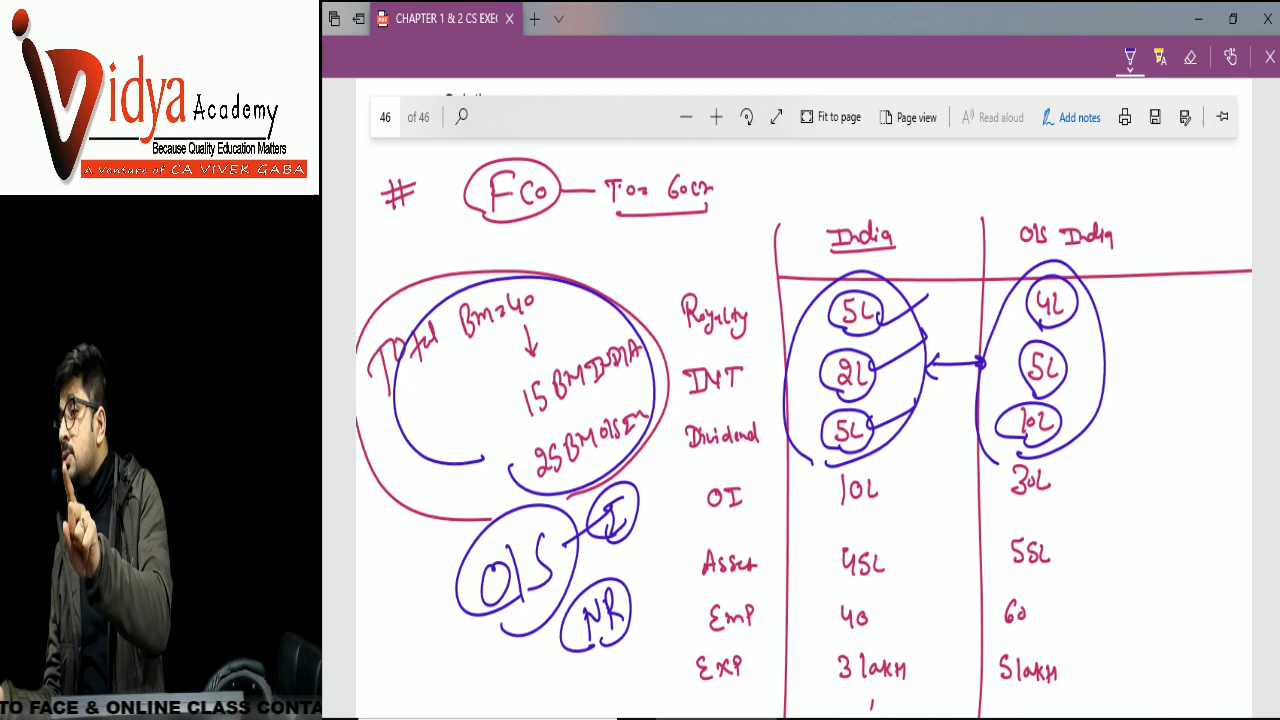 Vidya
Academy
Because Quality Education Matters
A Venture of CA VIVEK GABA
CHAPTER 1 & 2 CS EXEC
46 of 46
Fit to page
Page view
Read aloud
Add notes
# FCo — T.O= 60cr
India O/S India
Total BM=40
15 BM INDIA
25 BM O/S In
O/S I
NR
Royalty 5L 4L
INT 2L 5L
Dividend 5L 10L
OI 10L 30L
Asset 45L 55L
Emp 40 60
EXP 3 lakh 5 lakh
TO FACE & ONLINE CLASS CONTA